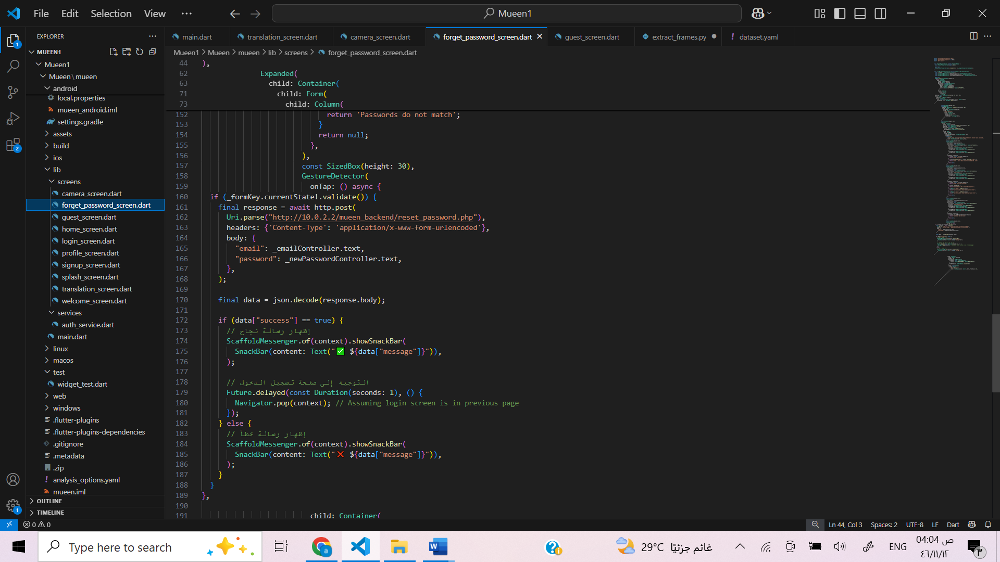 File Edit Selection View ··· Mueen1
EXPLORER
MUEEN1
Mueen1
Mueen\mueen
android
local.properties
mueen_android.iml
settings.gradle
assets
build
ios
lib
screens
camera_screen.dart
forget_password_screen.dart
guest_screen.dart
home_screen.dart
login_screen.dart
profile_screen.dart
signup_screen.dart
splash_screen.dart
translation_screen.dart
welcome_screen.dart
services
auth_service.dart
main.dart
linux
macos
test
widget_test.dart
web
windows
.flutter-plugins
.flutter-plugins-dependencies
.gitignore
.metadata
.zip
analysis_options.yaml
mueen.iml
OUTLINE
TIMELINE
main.dart translation_screen.dart camera_screen.dart forget_password_screen.dart guest_screen.dart extract_frames.py dataset.yaml
Mueen1 > Mueen > mueen > lib > screens > forget_password_screen.dart
44 ),
62 Expanded(
63 child: Container(
71 child: Form(
73 child: Column(
152 return 'Passwords do not match';
153 }
154 return null;
155 },
156 ),
157 const SizedBox(height: 30),
158 GestureDetector(
159 onTap: () async {
160 if (_formKey.currentState!.validate()) {
161 final response = await http.post(
162 Uri.parse("http://10.0.2.2/mueen_backend/reset_password.php"),
163 headers: {'Content-Type': 'application/x-www-form-urlencoded'},
164 body: {
165 "email": _emailController.text,
166 "password": _newPasswordController.text,
167 },
168 );
169
170 final data = json.decode(response.body);
171
172 if (data["success"] == true) {
173 // إظهار رسالة نجاح
174 ScaffoldMessenger.of(context).showSnackBar(
175 SnackBar(content: Text("✅ ${data["message"]}")),
176 );
177
178 // التوجيه إلى صفحة تسجيل الدخول
179 Future.delayed(const Duration(seconds: 1), () {
180 Navigator.pop(context); // Assuming login screen is in previous page
181 });
182 } else {
183 // إظهار رسالة خطأ
184 ScaffoldMessenger.of(context).showSnackBar(
185 SnackBar(content: Text("❌ ${data["message"]}")),
186 );
187 }
188 }
189 },
190
191 child: Container(
0 0 Ln 44, Col 3 Spaces: 2 UTF-8 LF Dart
Type here to search 29°C غائم جزئيًا ENG 04:04 ص
٤٦/١١/١٢ ٣